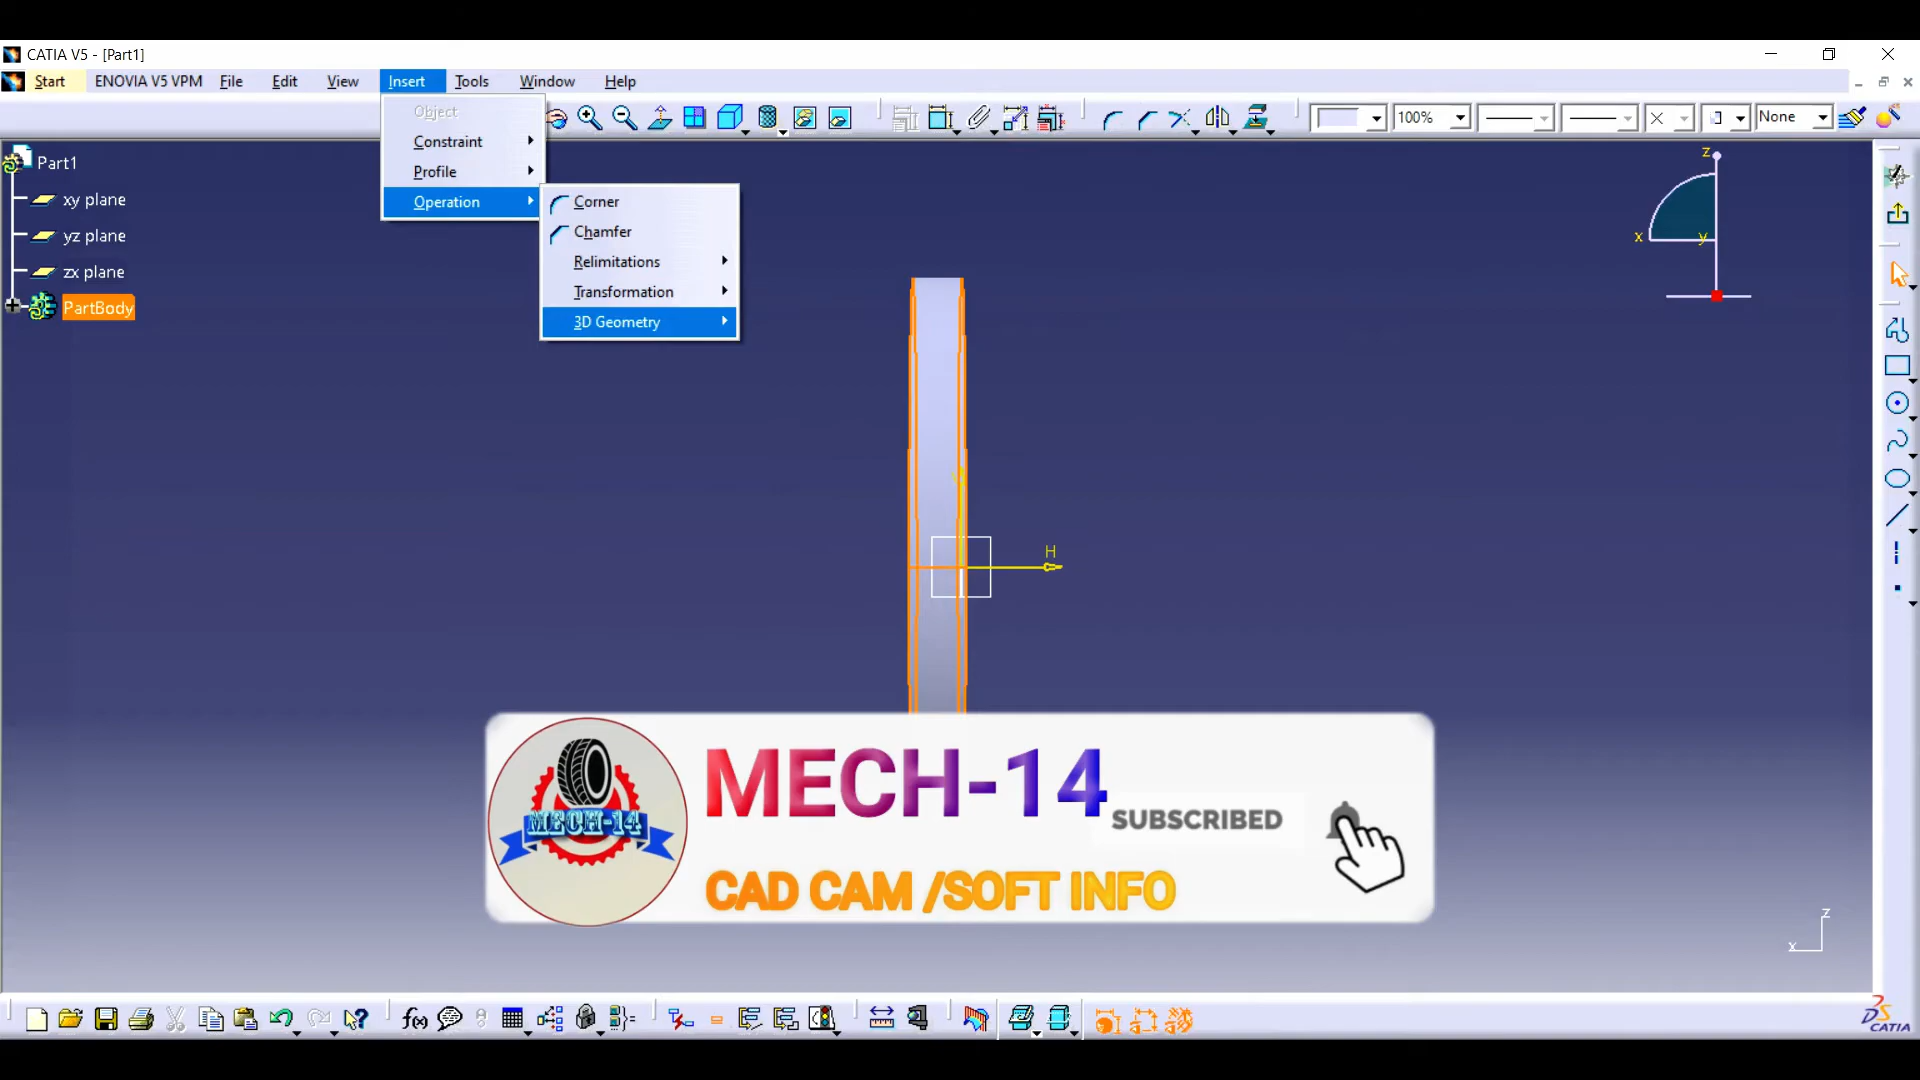 CATIA V5 - [Part1]
Start ENOVIA V5 VPM File Edit View Insert Tools Window Help
Object
Constraint
Profile
Operation
Corner
Chamfer
Relimitations
Transformation
3D Geometry
100%
None
Part1
xy plane
yz plane
zx plane
PartBody
z
x
y
H
MECH-14
MECH-14
SUBSCRIBED
CAD CAM /SOFT INFO
z
x
f(x)
DS
CATIA